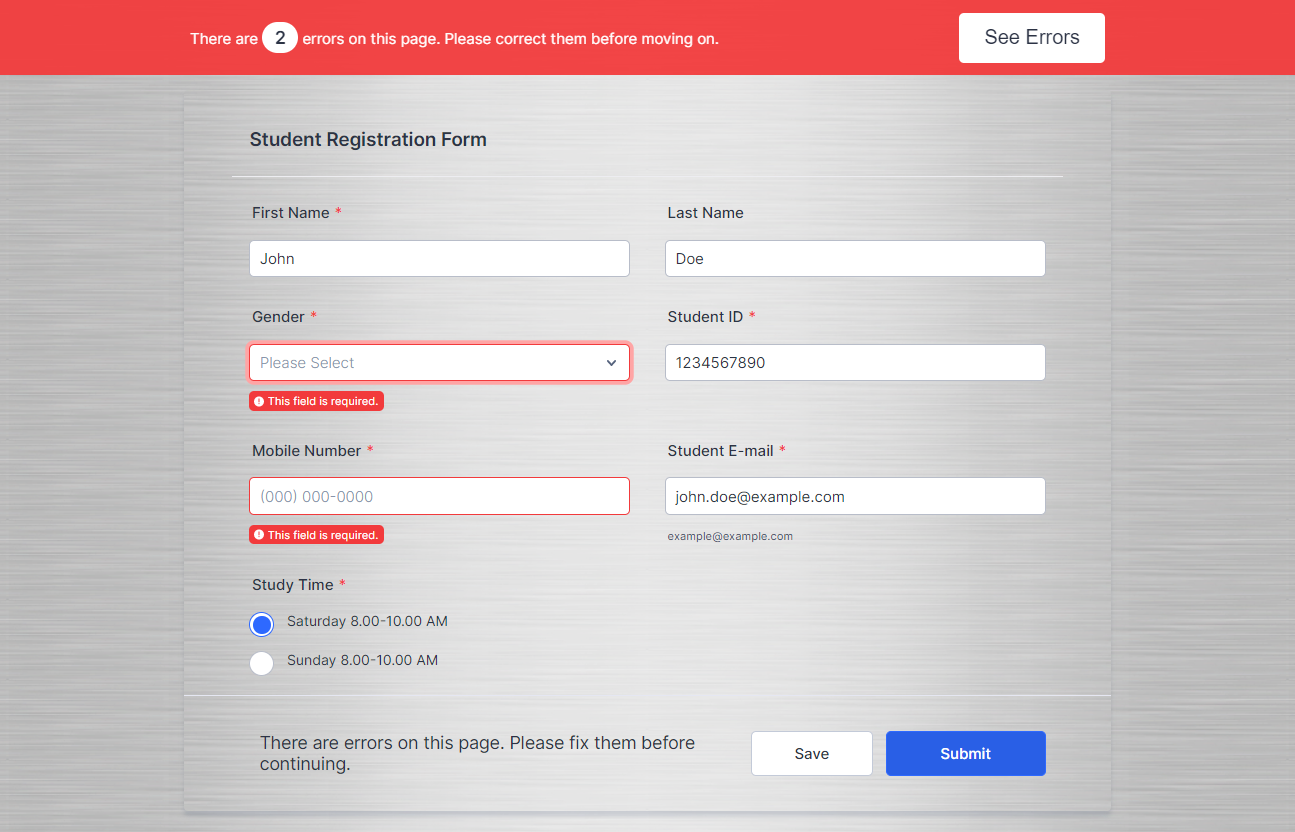 There are 2 errors on this page. Please correct them before moving on.
See Errors
Student Registration Form
First Name *
Last Name
John
Doe
Gender *
Student ID *
Please Select
1234567890
This field is required.
Mobile Number *
Student E-mail *
(000) 000-0000
john.doe@example.com
This field is required.
example@example.com
Study Time *
Saturday 8.00-10.00 AM
Sunday 8.00-10.00 AM
There are errors on this page. Please fix them before
continuing.
Save
Submit